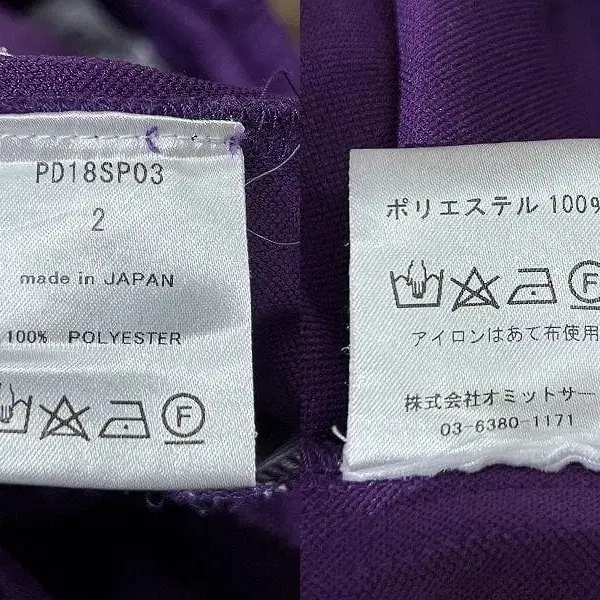 PD18SP03
2
made in JAPAN
100% POLYESTER
F
ポリエステル 100%
F
アイロンはあて布使用
株式会社オミットサー
03-6380-1171